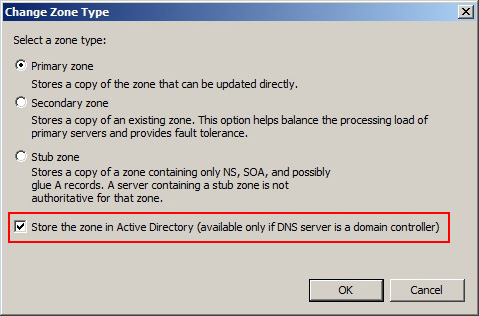 Change Zone Type
Select a zone type:
Primary zone
Stores a copy of the zone that can be updated directly.
Secondary zone
Stores a copy of an existing zone. This option helps balance the processing load of
primary servers and provides fault tolerance.
Stub zone
Stores a copy of a zone containing only NS, SOA, and possibly
glue A records. A server containing a stub zone is not
authoritative for that zone.
Store the zone in Active Directory (available only if DNS server is a domain controller)
OK
Cancel